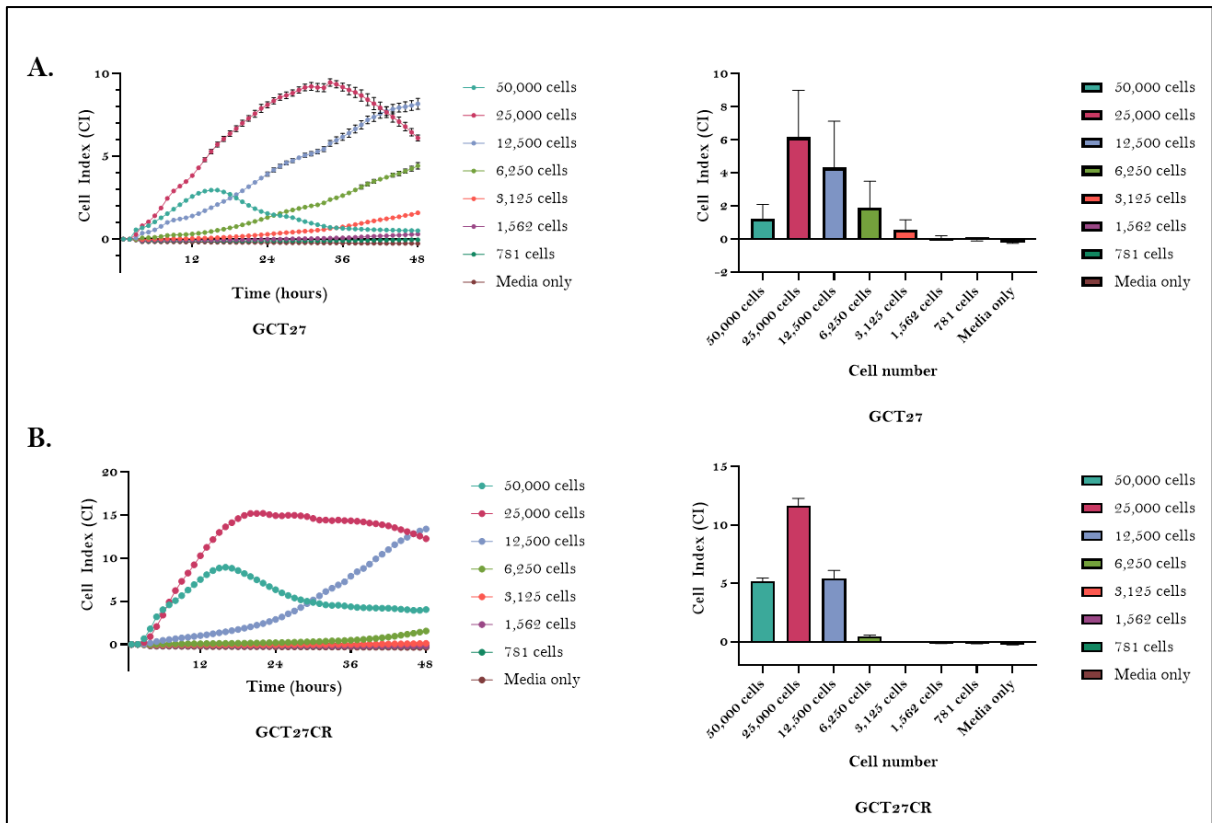 A.
Cell Index (CI)
10
5
0
12
24
36
48
Time (hours)
GCT27
50,000 cells
25,000 cells
12,500 cells
6,250 cells
3,125 cells
1,562 cells
781 cells
Media only
Cell Index (CI)
10
8
6
4
2
0
-2
50,000 cells
25,000 cells
12,500 cells
6,250 cells
3,125 cells
1,562 cells
781 cells
Media only
Cell number
GCT27
50,000 cells
25,000 cells
12,500 cells
6,250 cells
3,125 cells
1,562 cells
781 cells
Media only
B.
Cell Index (CI)
20
15
10
5
0
12
24
36
48
Time (hours)
GCT27CR
50,000 cells
25,000 cells
12,500 cells
6,250 cells
3,125 cells
1,562 cells
781 cells
Media only
Cell Index (CI)
15
10
5
0
50,000 cells
25,000 cells
12,500 cells
6,250 cells
3,125 cells
1,562 cells
781 cells
Media only
Cell number
GCT27CR
50,000 cells
25,000 cells
12,500 cells
6,250 cells
3,125 cells
1,562 cells
781 cells
Media only